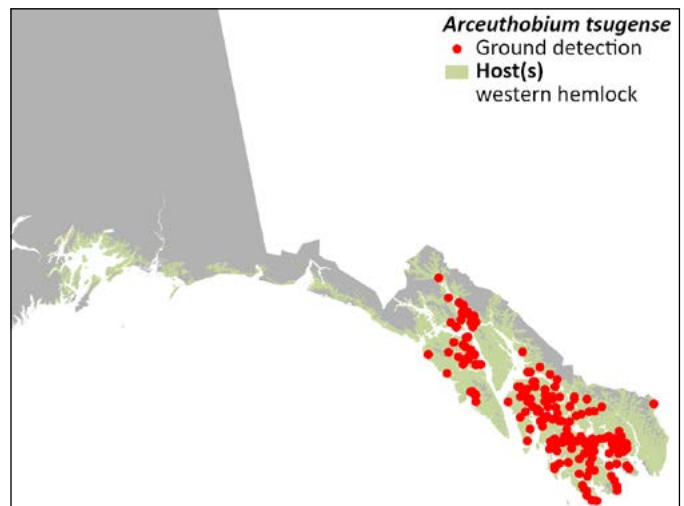 Arceuthobium tsugense
Ground detection
Host(s)
western hemlock